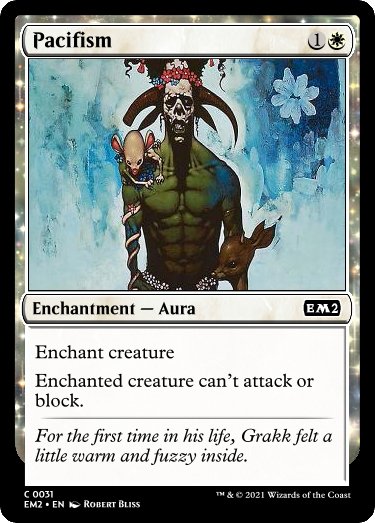 Pacifism 1
Enchantment — Aura EM2
Enchant creature
Enchanted creature can't attack or
block.
For the first time in his life, Grakk felt a
little warm and fuzzy inside.
C 0031
EM2 • EN ROBERT BLISS ™ & © 2021 Wizards of the Coast